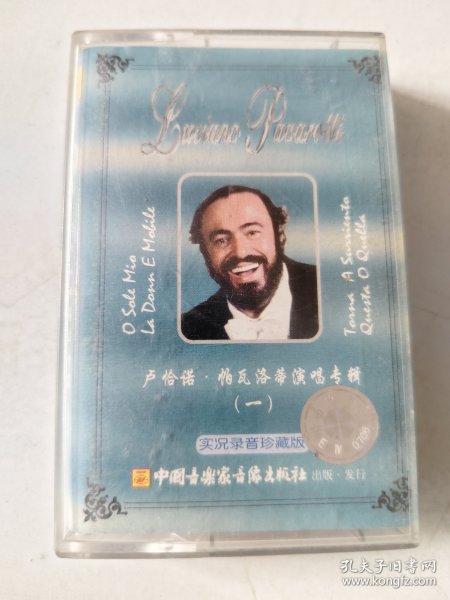 Luciano Pavarotti
O Sole Mio
La Donn E Mobile
Torna A Surriento
Questa O Quella
卢恰诺·帕瓦洛蒂演唱专辑
（一）
实况录音珍藏版
中国音乐家音像出版社 出版·发行
孔夫子旧书网
www.kongfz.com